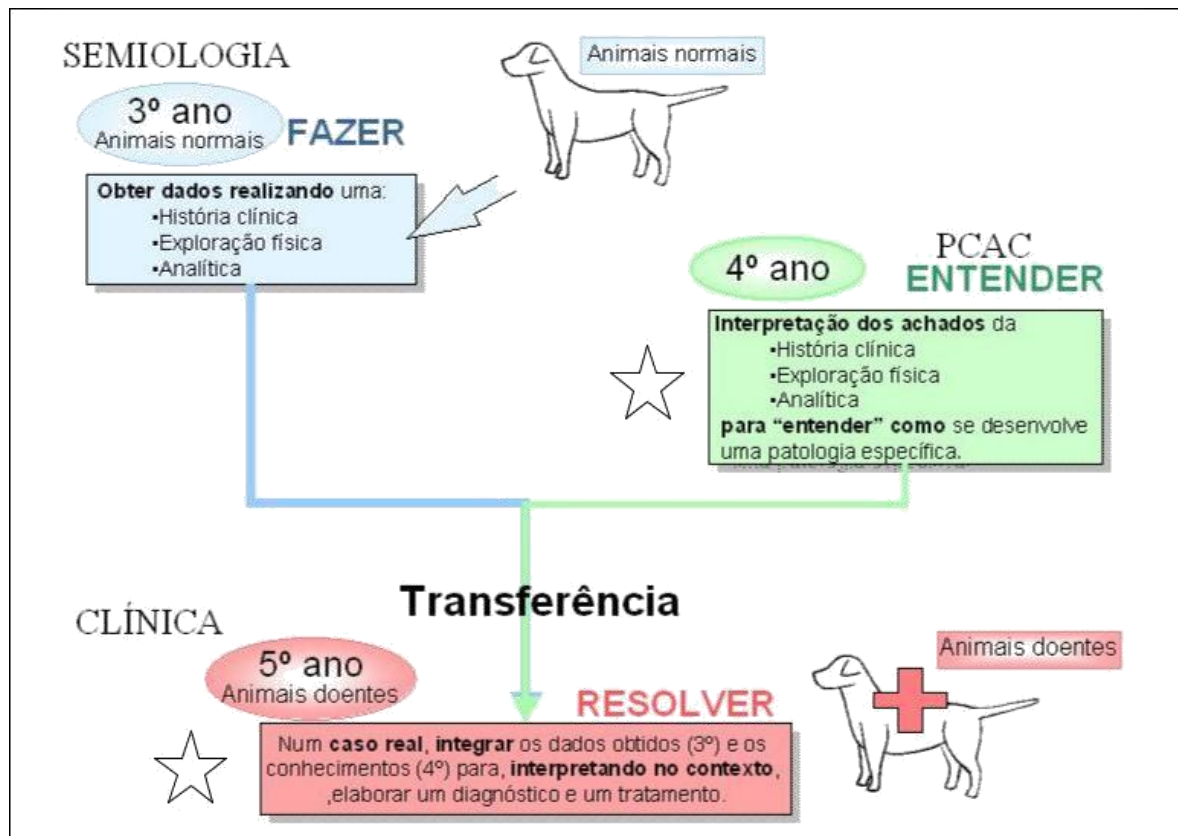 SEMIOLOGIA
3º ano
Animais normais
FAZER
Animais normais
Obter dados realizando uma:
▪História clínica
▪Exploração física
▪Analítica
4º ano
PCAC
ENTENDER
Interpretação dos achados da
▪História clínica
▪Exploração física
▪Analítica
para “entender” como se desenvolve
uma patologia específica.
Transferência
CLÍNICA
5º ano
Animais doentes
RESOLVER
Animais doentes
Num caso real, integrar os dados obtidos (3º) e os
conhecimentos (4º) para, interpretando no contexto,
,elaborar um diagnóstico e um tratamento.